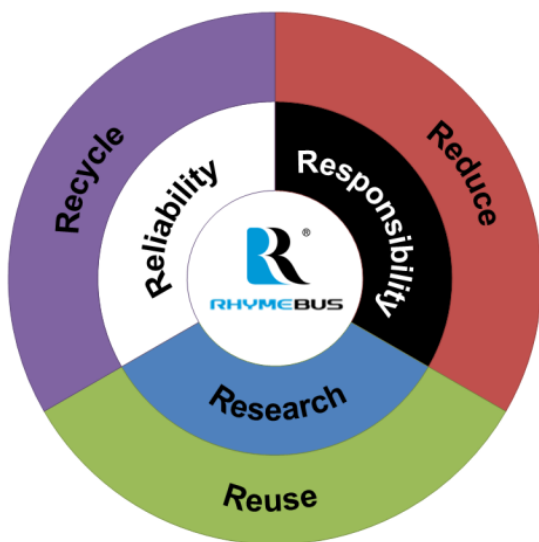 Recycle
Reduce
Reliability
Responsibility
R ®
RHYMEBUS
Research
Reuse